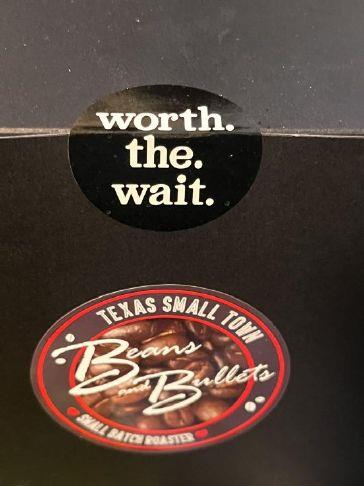 worth.
the.
wait.
TEXAS SMALL TOWN
Beans
and Bullets
SMALL BATCH ROASTER